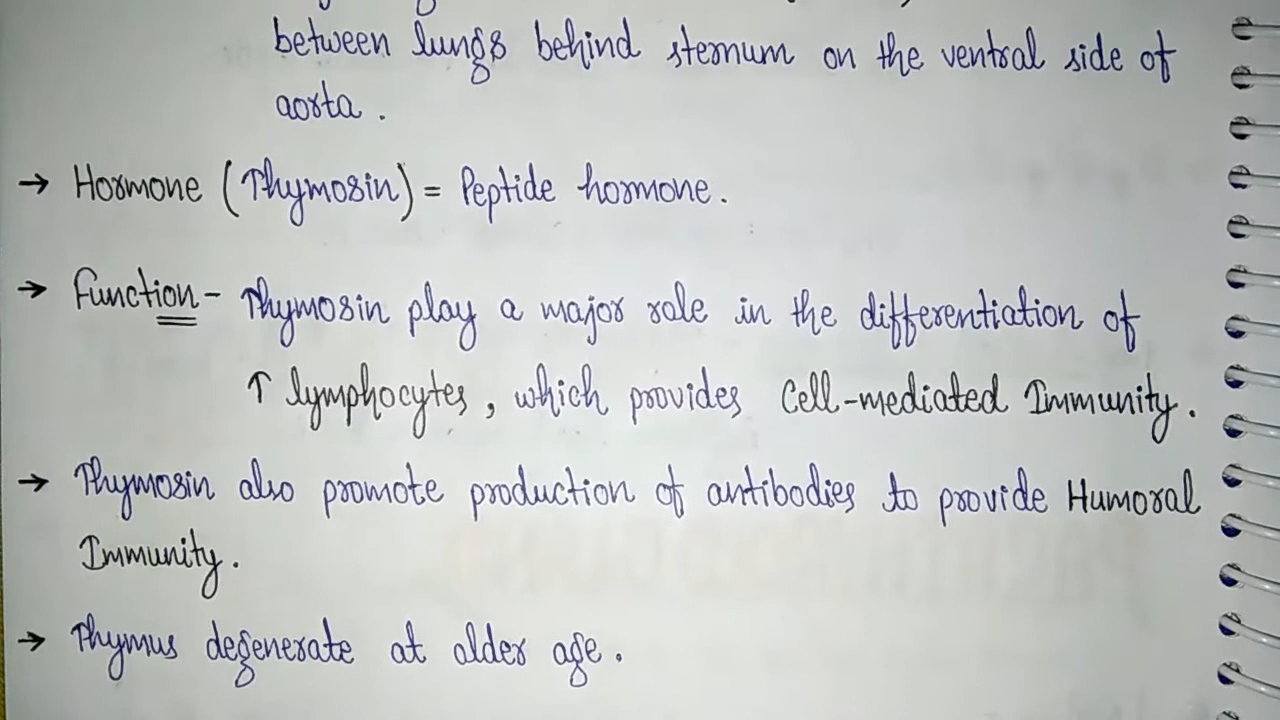 between lungs behind sternum on the ventral side of
aorta.
→ Hormone (Thymosin) = Peptide hormone.
→ Function - Thymosin play a major role in the differentiation of
T lymphocytes, which provides Cell-mediated Immunity.
→ Thymosin also promote production of antibodies to provide Humoral
Immunity.
→ Thymus degenerate at older age.